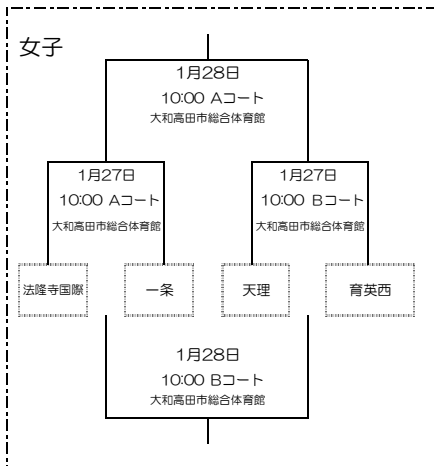 女子
1月28日
10:00 Aコート
大和高田市総合体育館
1月27日
10:00 Aコート
大和高田市総合体育館
1月27日
10:00 Bコート
大和高田市総合体育館
法隆寺国際
一条
天理
育英西
1月28日
10:00 Bコート
大和高田市総合体育館